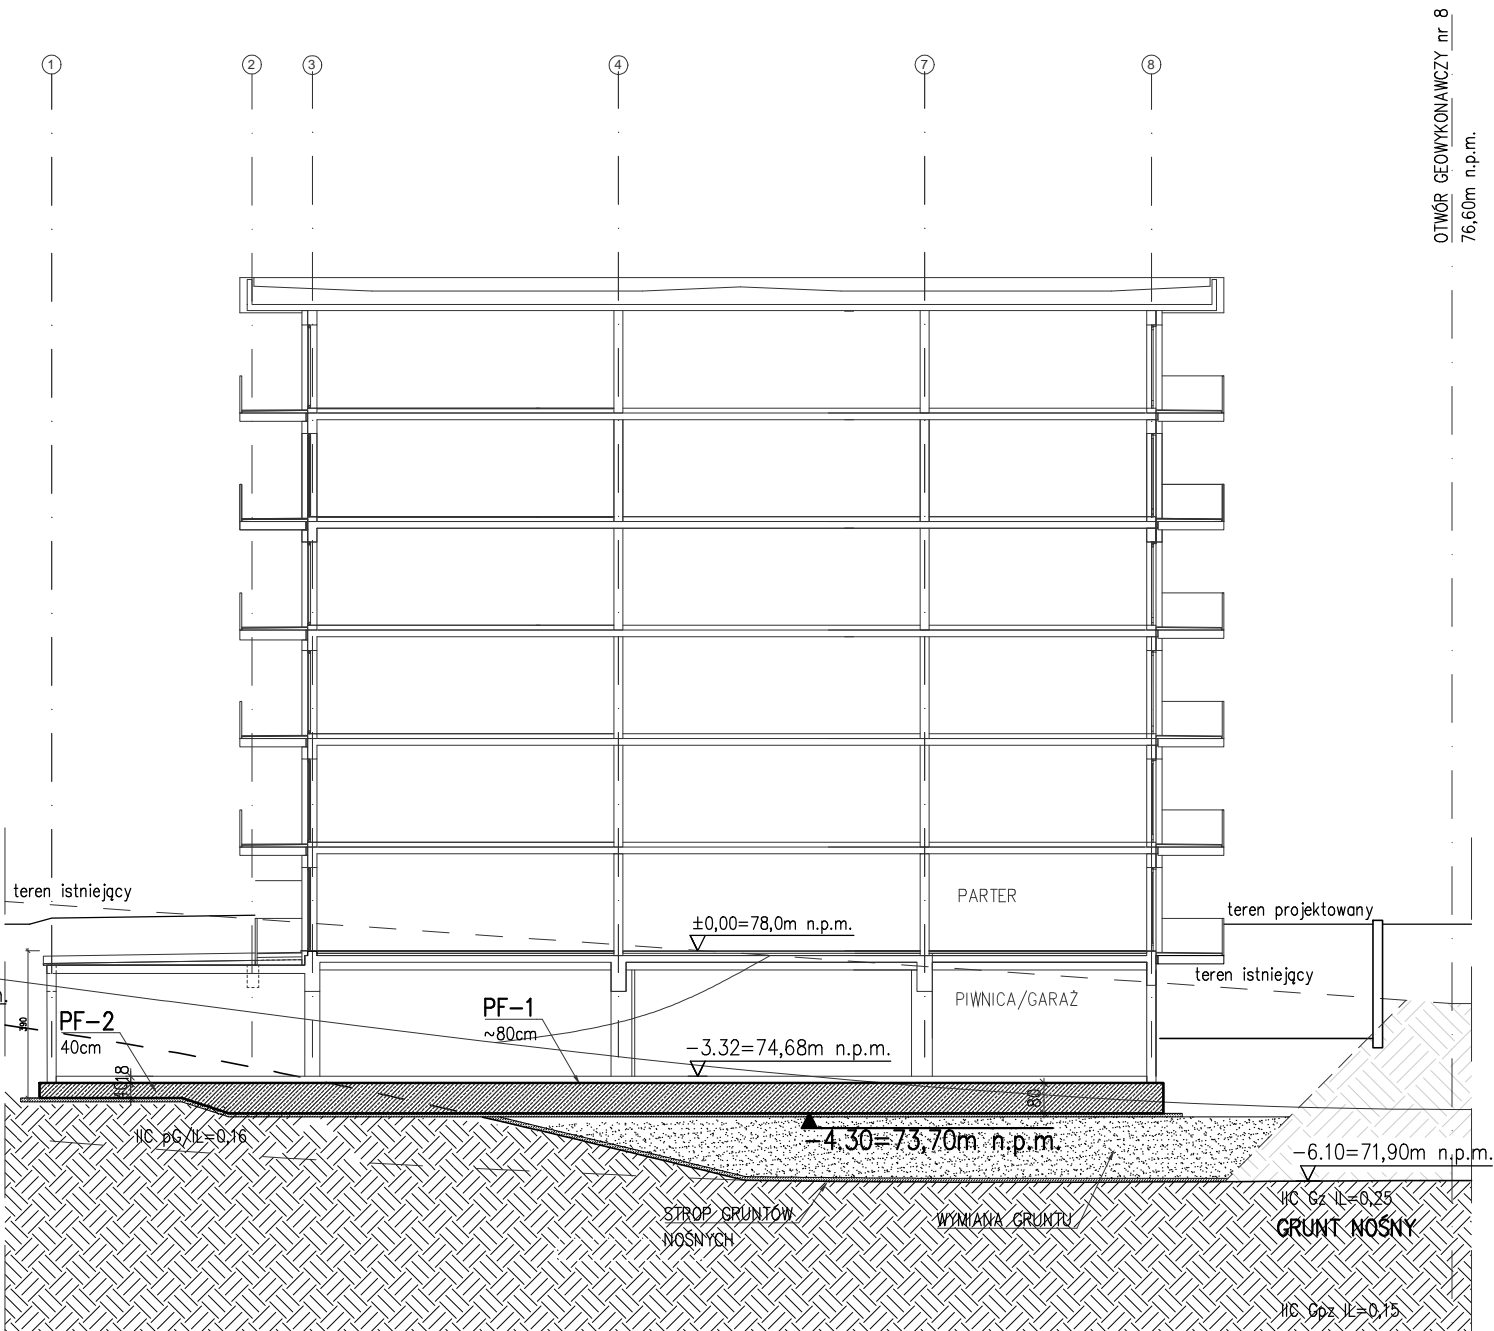 OTWÓR GEOWYKONAWCZY nr 8
76,60m n.p.m.
1
2
3
4
7
8
teren istniejący
PARTER
teren projektowany
±0,00=78,0m n.p.m.
teren istniejący
PIWNICA/GARAŻ
PF-1
~80cm
PF-2
40cm
390
-3.32=74,68m n.p.m.
18
40
80
-4.30=73,70m n.p.m.
IIC pG/IL=0,16
-6.10=71,90m n.p.m.
IIC Gz IL=0,25
STROP GRUNTÓW
NOŚNYCH
WYMIANA GRUNTU
GRUNT NOŚNY
IIC Gpz IL=0,15